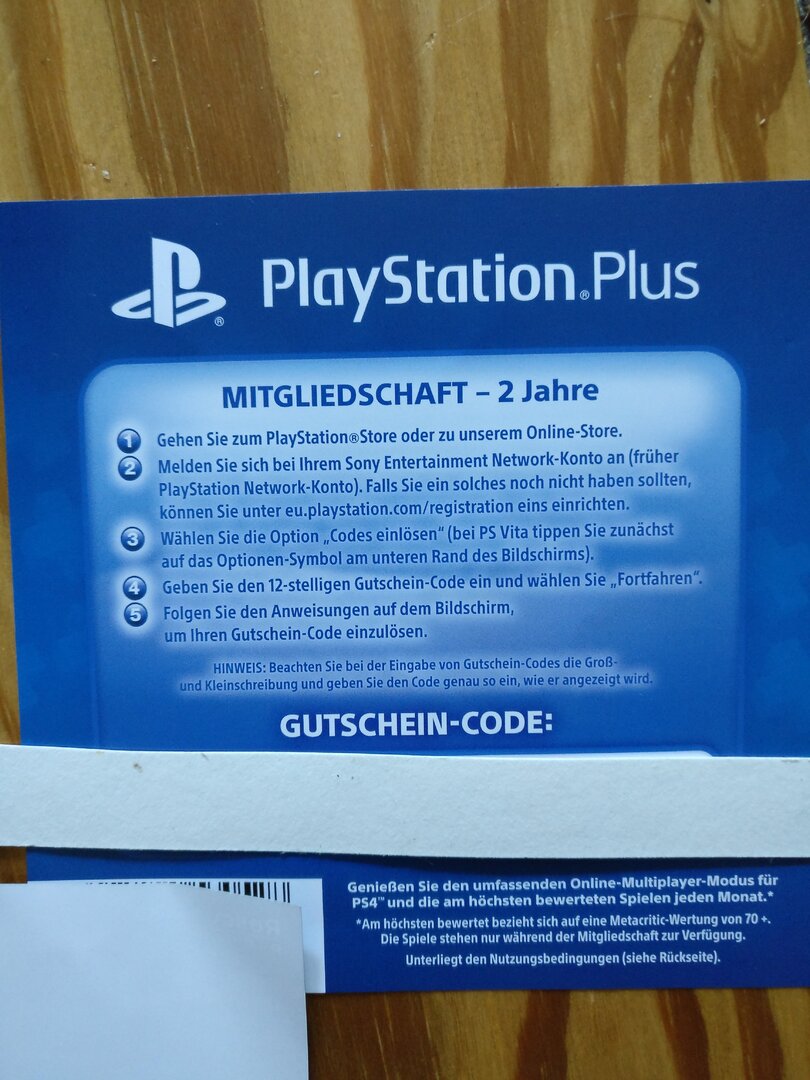 PlayStation®Plus
®
MITGLIEDSCHAFT – 2 Jahre
1 Gehen Sie zum PlayStation®Store oder zu unserem Online-Store.
2 Melden Sie sich bei Ihrem Sony Entertainment Network-Konto an (früher
PlayStation Network-Konto). Falls Sie ein solches noch nicht haben sollten,
können Sie unter eu.playstation.com/registration eins einrichten.
3 Wählen Sie die Option „Codes einlösen“ (bei PS Vita tippen Sie zunächst
auf das Optionen-Symbol am unteren Rand des Bildschirms).
4 Geben Sie den 12-stelligen Gutschein-Code ein und wählen Sie „Fortfahren“.
5 Folgen Sie den Anweisungen auf dem Bildschirm,
um Ihren Gutschein-Code einzulösen.
HINWEIS: Beachten Sie bei der Eingabe von Gutschein-Codes die Groß-
und Kleinschreibung und geben Sie den Code genau so ein, wie er angezeigt wird.
GUTSCHEIN-CODE:
Genießen Sie den umfassenden Online-Multiplayer-Modus für
PS4™ und die am höchsten bewerteten Spielen jeden Monat.*
*Am höchsten bewertet bezieht sich auf eine Metacritic-Wertung von 70 +.
Die Spiele stehen nur während der Mitgliedschaft zur Verfügung.
Unterliegt den Nutzungsbedingungen (siehe Rückseite).